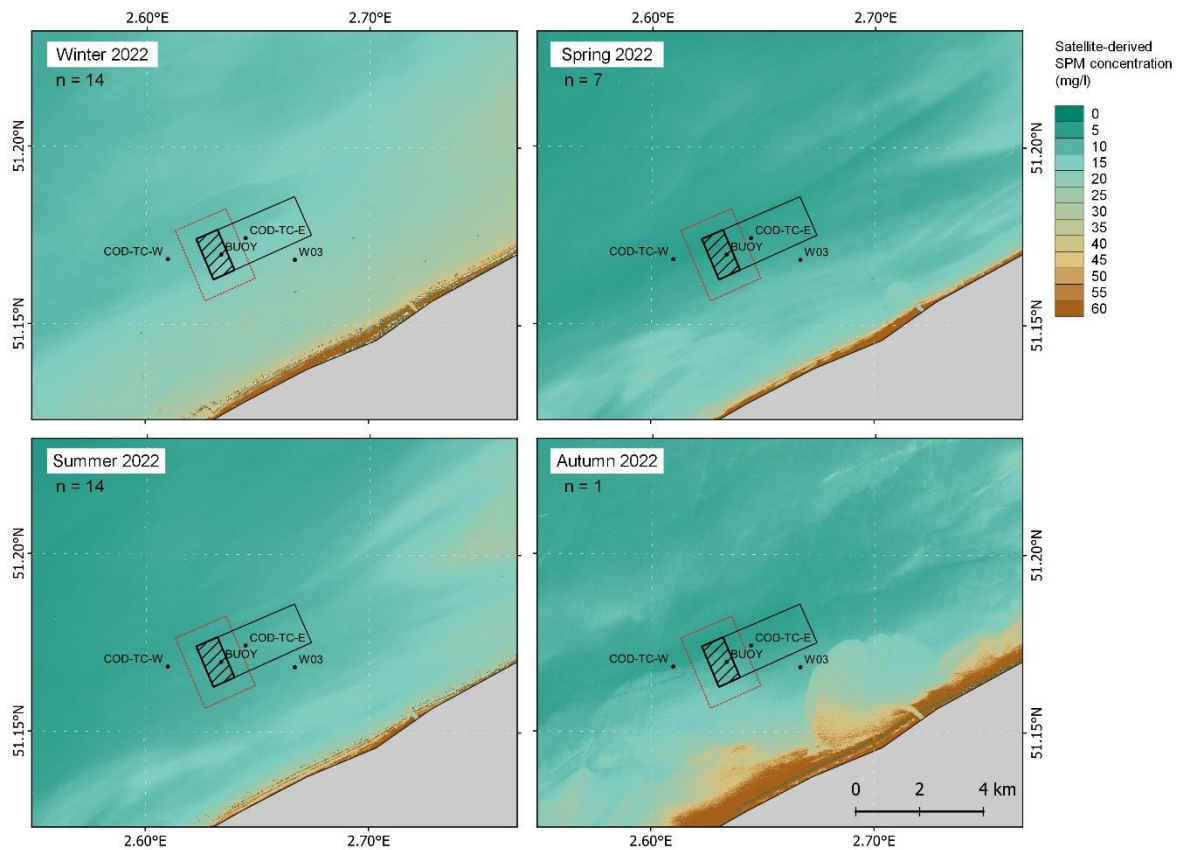 2.60°E 2.70°E 2.60°E 2.70°E
Winter 2022
n = 14
51.20°N
COD-TC-E
BUOY
COD-TC-W
W03
51.15°N
Spring 2022
n = 7
51.20°N
COD-TC-E
BUOY
COD-TC-W
W03
51.15°N
Satellite-derived
SPM concentration
(mg/l)
0
5
10
15
20
25
30
35
40
45
50
55
60
Summer 2022
n = 14
51.20°N
COD-TC-E
BUOY
COD-TC-W
W03
51.15°N
Autumn 2022
n = 1
51.20°N
COD-TC-E
BUOY
COD-TC-W
W03
51.15°N
0 2 4 km
2.60°E 2.70°E 2.60°E 2.70°E